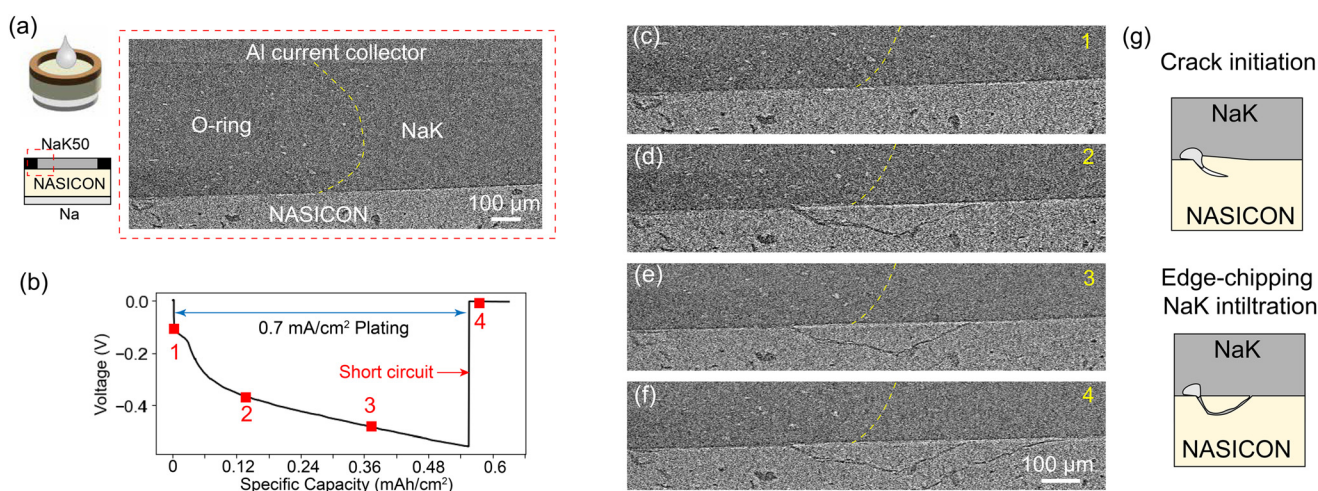 (a)
Al current collector
O-ring
NaK
NASICON
100 μm
NaK50
NASICON
Na
(b)
Voltage (V)
0.0
−0.2
−0.4
0.7 mA/cm² Plating
Short circuit
1
2
3
4
0
0.12
0.24
0.36
0.48
0.6
Specific Capacity (mAh/cm²)
(c)
1
(d)
2
(e)
3
(f)
4
100 μm
(g)
Crack initiation
NaK
NASICON
Edge-chipping
NaK intiltration
NaK
NASICON